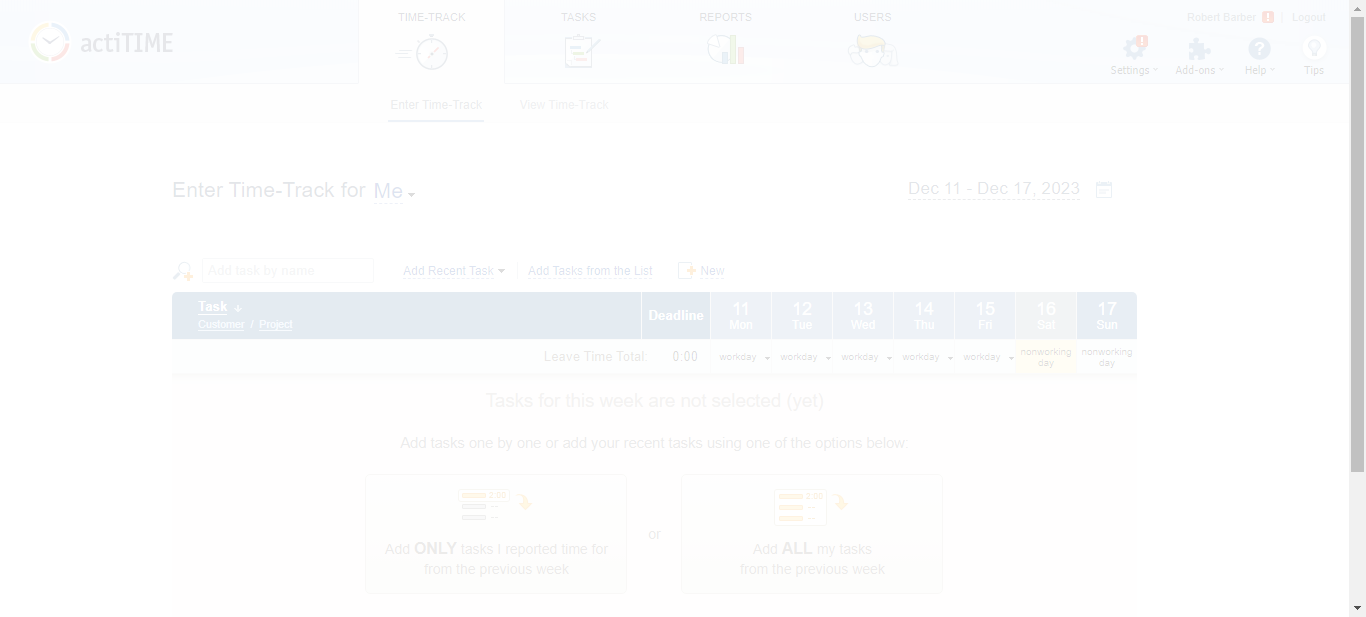 actiTIME
TIME-TRACK
TASKS
REPORTS
USERS
Robert Barber ! Logout
Settings
Add-ons
Help
Tips
Enter Time-Track
View Time-Track
Enter Time-Track for Me
Dec 11 - Dec 17, 2023
Add task by name
Add Recent Task
Add Tasks from the List
New
Task
Customer / Project
Deadline
11 Mon
12 Tue
13 Wed
14 Thu
15 Fri
16 Sat
17 Sun
Leave Time Total: 0:00
workday
workday
workday
workday
workday
nonworking
day
nonworking
day
Tasks for this week are not selected (yet)
Add tasks one by one or add your recent tasks using one of the options below:
2:00
Add ONLY tasks I reported time for
from the previous week
or
2:00
Add ALL my tasks
from the previous week